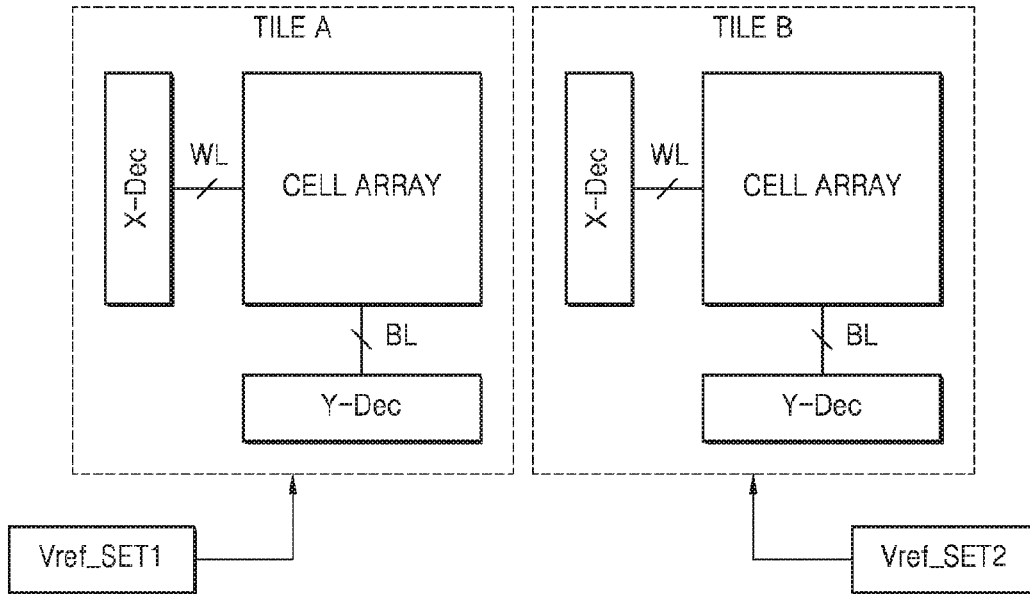 TILE A
X-Dec
WL
CELL ARRAY
BL
Y-Dec
TILE B
X-Dec
WL
CELL ARRAY
BL
Y-Dec
Vref_SET1
Vref_SET2